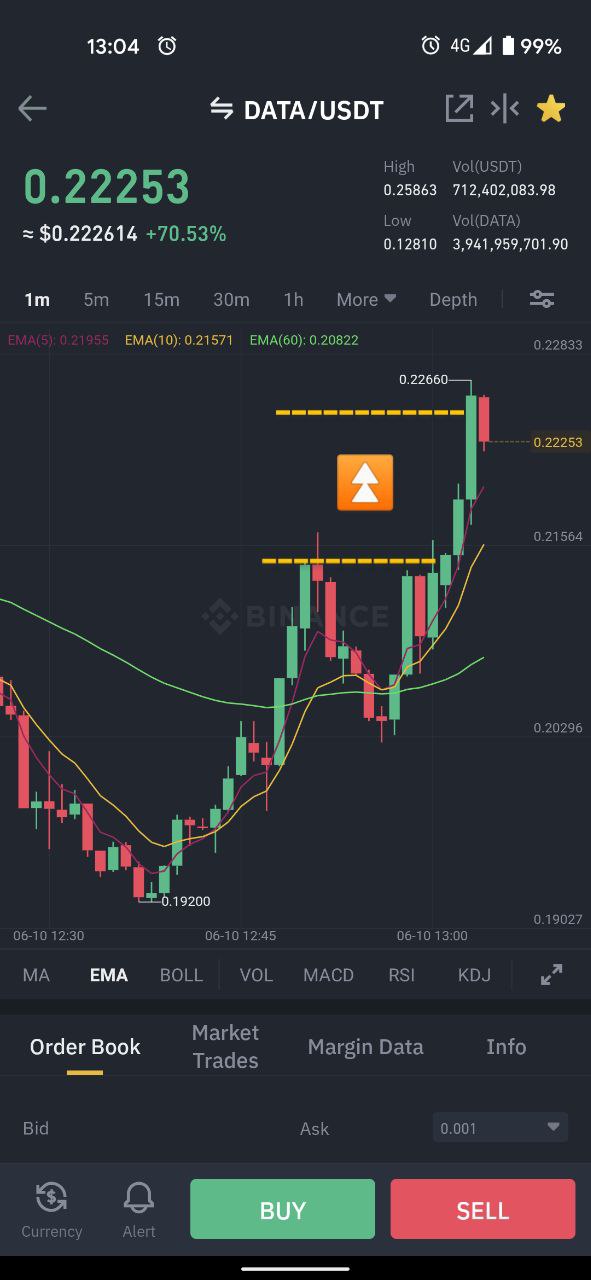 13:04 4G 99%
DATA/USDT
0.22253
≈ $0.222614 +70.53%
High Vol(USDT)
0.25863 712,402,083.98
Low Vol(DATA)
0.12810 3,941,959,701.90
1m 5m 15m 30m 1h More Depth
EMA(5): 0.21955 EMA(10): 0.21571 EMA(60): 0.20822
0.22833
0.22660
0.22253
0.21564
BINANCE
0.20296
0.19200
0.19027
06-10 12:30 06-10 12:45 06-10 13:00
MA EMA BOLL VOL MACD RSI KDJ
Order Book Market Trades Margin Data Info
Bid Ask 0.001
Currency Alert BUY SELL